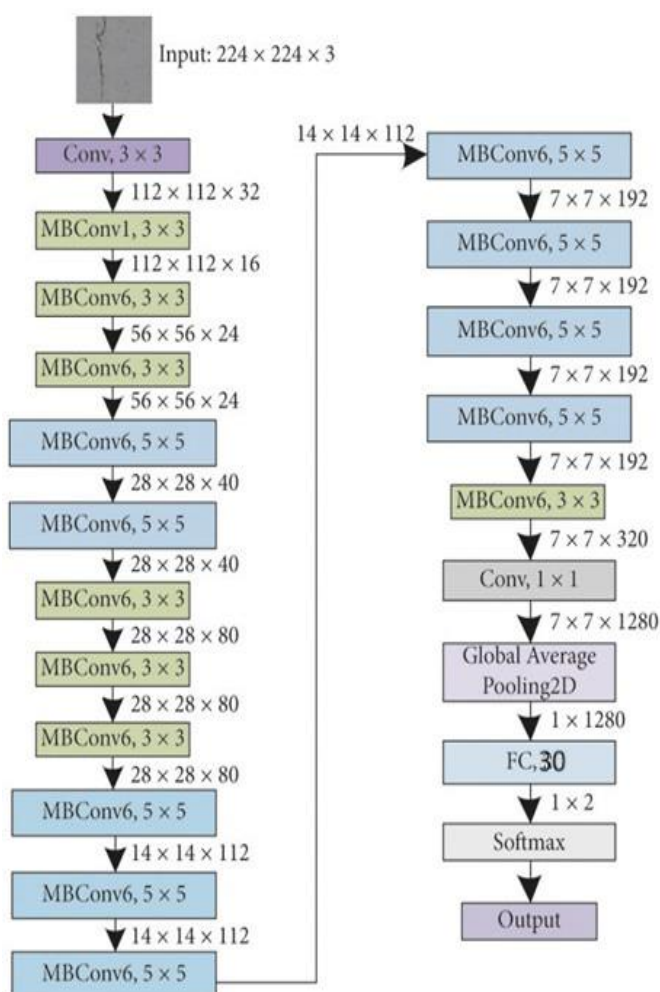 Input: 224 × 224 × 3
Conv, 3 × 3
112 × 112 × 32
MBConv1, 3 × 3
112 × 112 × 16
MBConv6, 3 × 3
56 × 56 × 24
MBConv6, 3 × 3
56 × 56 × 24
MBConv6, 5 × 5
28 × 28 × 40
MBConv6, 5 × 5
28 × 28 × 40
MBConv6, 3 × 3
28 × 28 × 80
MBConv6, 3 × 3
28 × 28 × 80
MBConv6, 3 × 3
28 × 28 × 80
MBConv6, 5 × 5
14 × 14 × 112
MBConv6, 5 × 5
14 × 14 × 112
MBConv6, 5 × 5
14 × 14 × 112
MBConv6, 5 × 5
7 × 7 × 192
MBConv6, 5 × 5
7 × 7 × 192
MBConv6, 5 × 5
7 × 7 × 192
MBConv6, 5 × 5
7 × 7 × 192
MBConv6, 3 × 3
7 × 7 × 320
Conv, 1 × 1
7 × 7 × 1280
Global Average
Pooling2D
1 × 1280
FC, 30
1 × 2
Softmax
Output